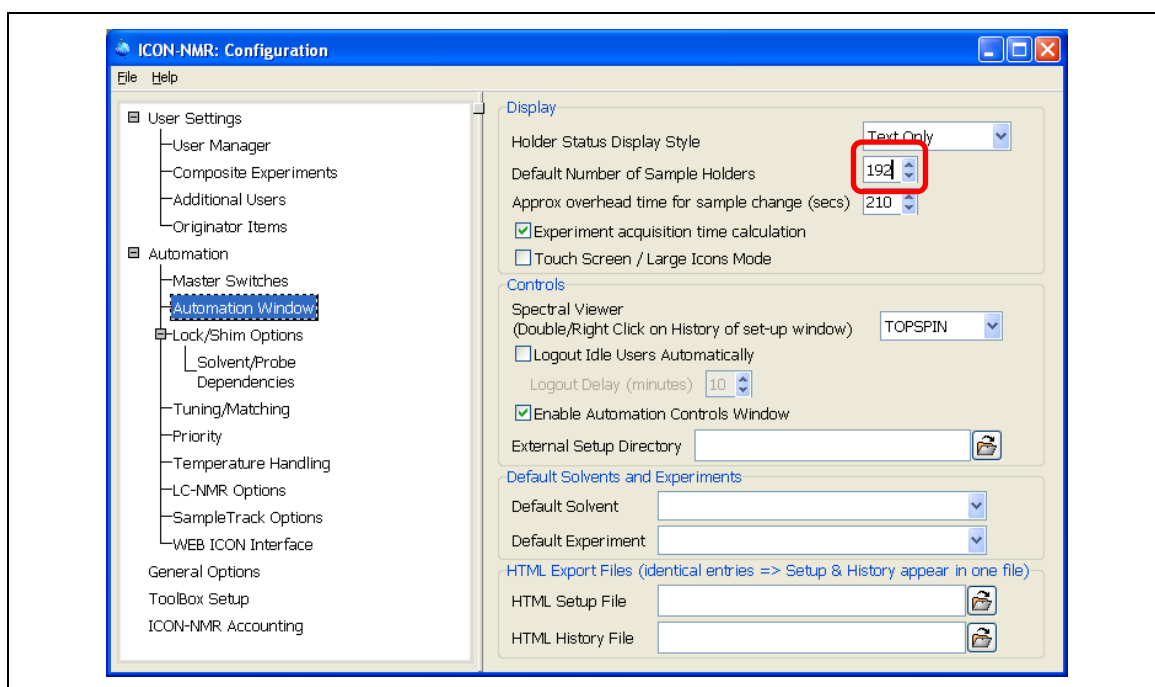 ICON-NMR: Configuration
File Help
User Settings
User Manager
Composite Experiments
Additional Users
Originator Items
Automation
Master Switches
Automation Window
Lock/Shim Options
Solvent/Probe
Dependencies
Tuning/Matching
Priority
Temperature Handling
LC-NMR Options
SampleTrack Options
WEB ICON Interface
General Options
ToolBox Setup
ICON-NMR Accounting
Display
Holder Status Display Style Text Only
Default Number of Sample Holders 192
Approx overhead time for sample change (secs) 210
Experiment acquisition time calculation
Touch Screen / Large Icons Mode
Controls
Spectral Viewer
(Double/Right Click on History of set-up window) TOPSPIN
Logout Idle Users Automatically
Logout Delay (minutes) 10
Enable Automation Controls Window
External Setup Directory
Default Solvents and Experiments
Default Solvent
Default Experiment
HTML Export Files (identical entries => Setup & History appear in one file)
HTML Setup File
HTML History File